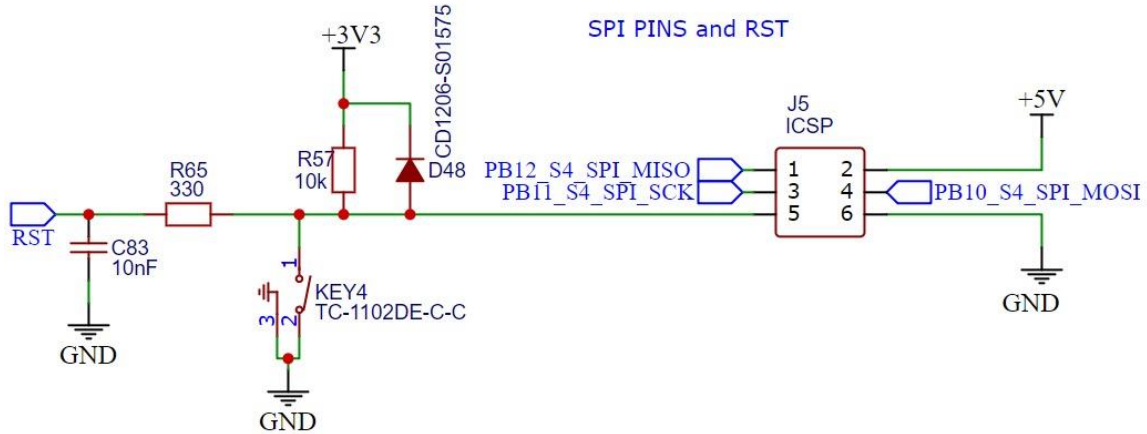 SPI PINS and RST
+3V3
CD1206-S01575
+5V
J5
ICSP
R65
330
R57
10k
D48
PB12_S4_SPI_MISO
1
2
PB11_S4_SPI_SCK
3
4
PB10_S4_SPI_MOSI
5
6
RST
C83
10nF
1
KEY4
TC-1102DE-C-C
3
2
GND
GND
GND